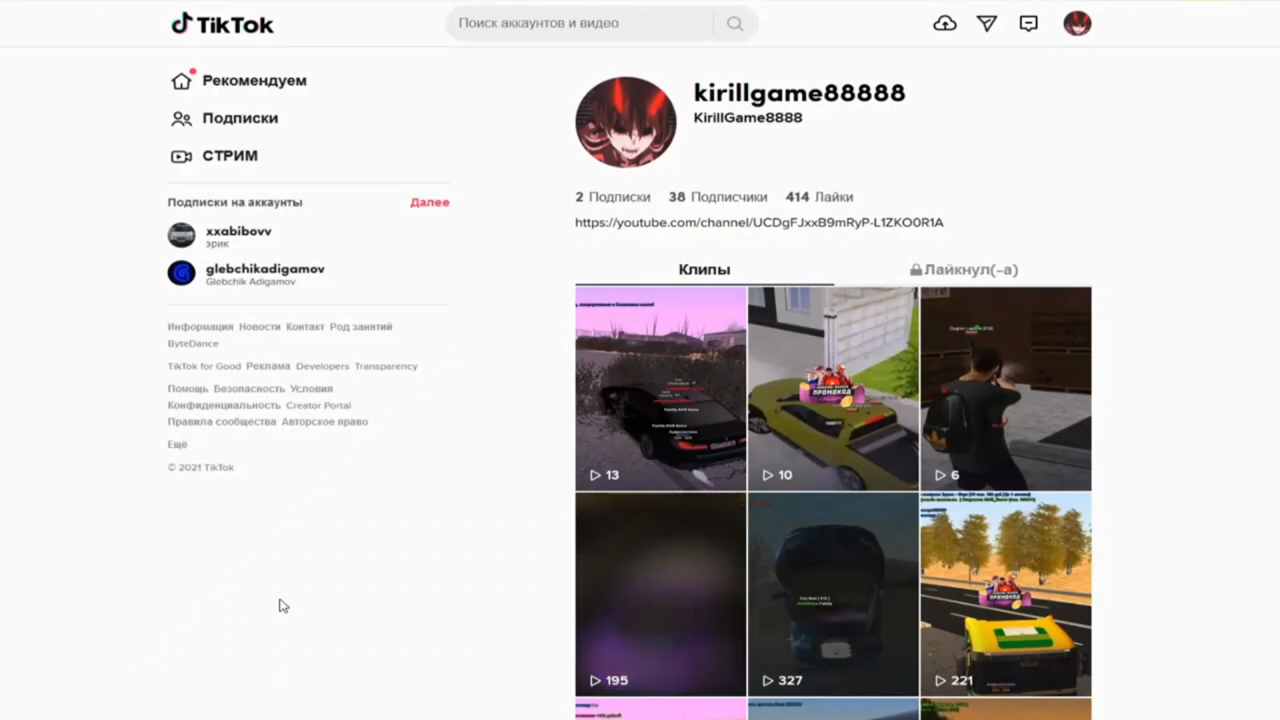 TikTok
Поиск аккаунтов и видео
Рекомендуем
Подписки
СТРИМ
Подписки на аккаунты Далее
xxabibovv
эрик
glebchikadigamov
Glebchik Adigamov
Информация Новости Контакт Род занятий
ByteDance
TikTok for Good Реклама Developers Transparency
Помощь Безопасность Условия
Конфиденциальность Creator Portal
Правила сообщества Авторское право
Ещё
© 2021 TikTok
kirillgame88888
KirillGame8888
2 Подписки 38 Подписчики 414 Лайки
https://youtube.com/channel/UCDgFJxxB9mRyP-L1ZKO0R1A
Клипы Лайкнул(-а)
ПРОМОКОД
13 10 6
ПРОМОКОД
195 327 221